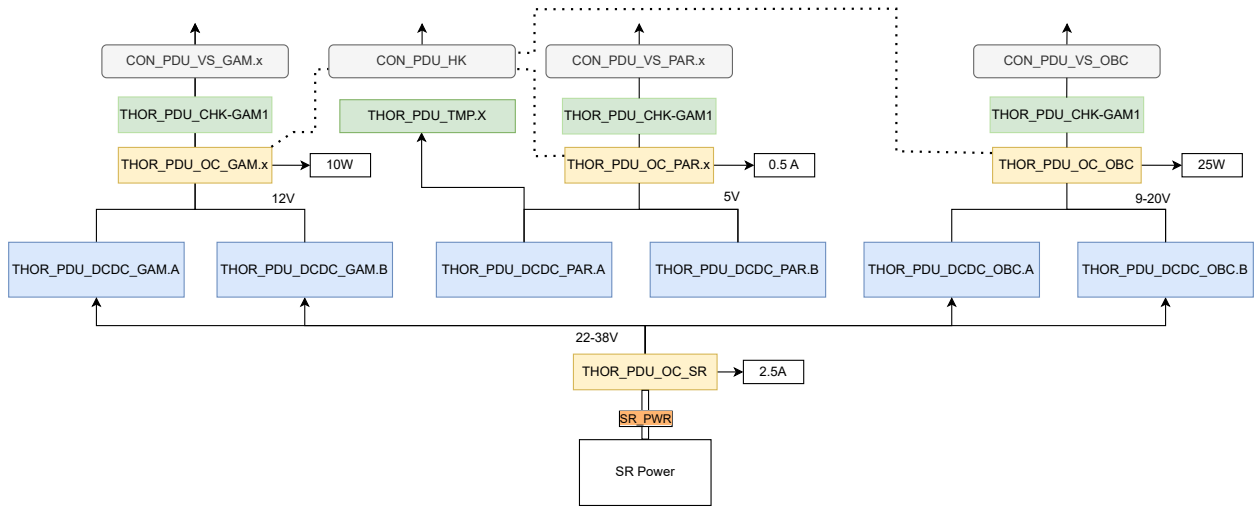 CON_PDU_VS_GAM.x
CON_PDU_HK
CON_PDU_VS_PAR.x
CON_PDU_VS_OBC
THOR_PDU_CHK-GAM1
THOR_PDU_TMP.X
THOR_PDU_CHK-GAM1
THOR_PDU_CHK-GAM1
THOR_PDU_OC_GAM.x
10W
THOR_PDU_OC_PAR.x
0.5 A
THOR_PDU_OC_OBC
25W
12V
5V
9-20V
THOR_PDU_DCDC_GAM.A
THOR_PDU_DCDC_GAM.B
THOR_PDU_DCDC_PAR.A
THOR_PDU_DCDC_PAR.B
THOR_PDU_DCDC_OBC.A
THOR_PDU_DCDC_OBC.B
22-38V
THOR_PDU_OC_SR
2.5A
SR_PWR
SR Power